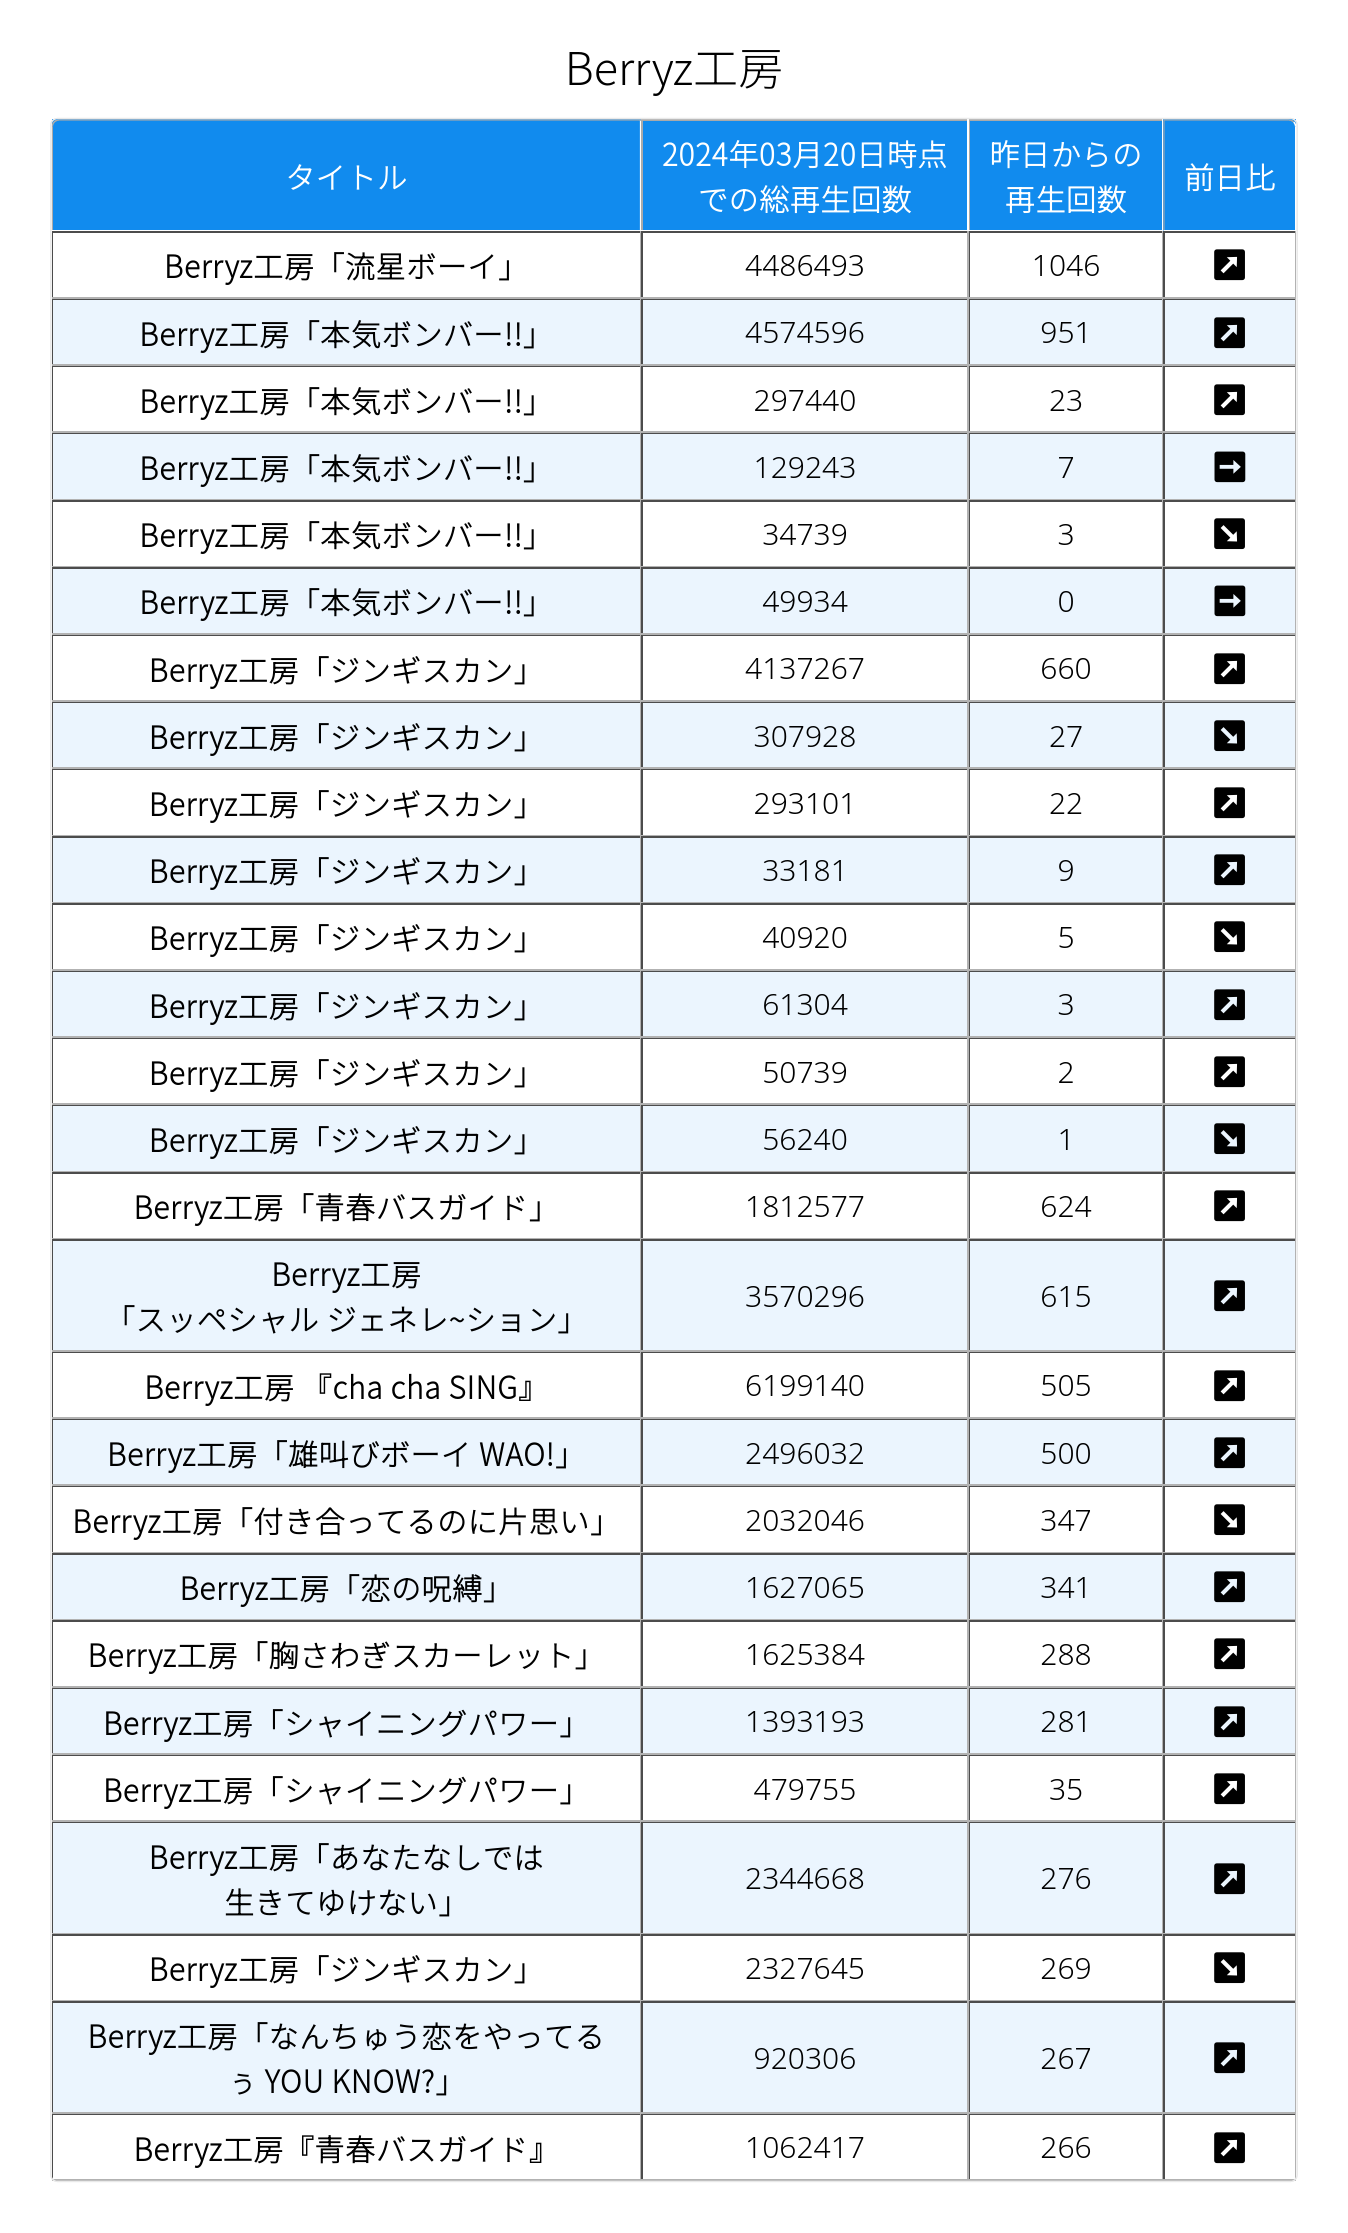 Berryz工房
タイトル 2024年03月20日時点での総再生回数 昨日からの再生回数 前日比
Berryz工房「流星ボーイ」 4486493 1046 ↗
Berryz工房「本気ボンバー!!」 4574596 951 ↗
Berryz工房「本気ボンバー!!」 297440 23 ↗
Berryz工房「本気ボンバー!!」 129243 7 →
Berryz工房「本気ボンバー!!」 34739 3 ↘
Berryz工房「本気ボンバー!!」 49934 0 →
Berryz工房「ジンギスカン」 4137267 660 ↗
Berryz工房「ジンギスカン」 307928 27 ↘
Berryz工房「ジンギスカン」 293101 22 ↗
Berryz工房「ジンギスカン」 33181 9 ↗
Berryz工房「ジンギスカン」 40920 5 ↘
Berryz工房「ジンギスカン」 61304 3 ↗
Berryz工房「ジンギスカン」 50739 2 ↗
Berryz工房「ジンギスカン」 56240 1 ↘
Berryz工房「青春バスガイド」 1812577 624 ↗
Berryz工房
「スッペシャル ジェネレ~ション」 3570296 615 ↗
Berryz工房 『cha cha SING』 6199140 505 ↗
Berryz工房「雄叫びボーイ WAO!」 2496032 500 ↗
Berryz工房「付き合ってるのに片思い」 2032046 347 ↘
Berryz工房「恋の呪縛」 1627065 341 ↗
Berryz工房「胸さわぎスカーレット」 1625384 288 ↗
Berryz工房「シャイニングパワー」 1393193 281 ↗
Berryz工房「シャイニングパワー」 479755 35 ↗
Berryz工房「あなたなしでは
生きてゆけない」 2344668 276 ↗
Berryz工房「ジンギスカン」 2327645 269 ↘
Berryz工房「なんちゅう恋をやってる
ぅ YOU KNOW?」 920306 267 ↗
Berryz工房『青春バスガイド』 1062417 266 ↗